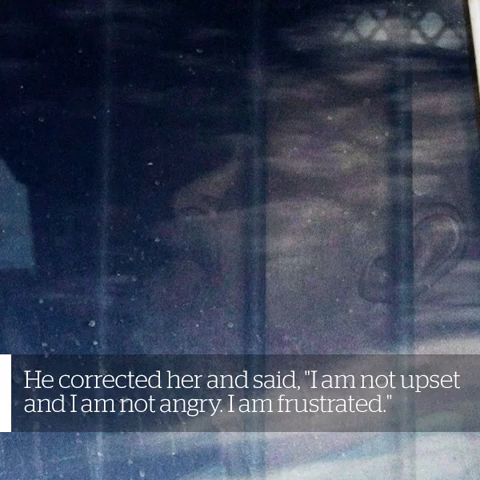 He corrected her and said, "I am not upset
and I am not angry. I am frustrated."